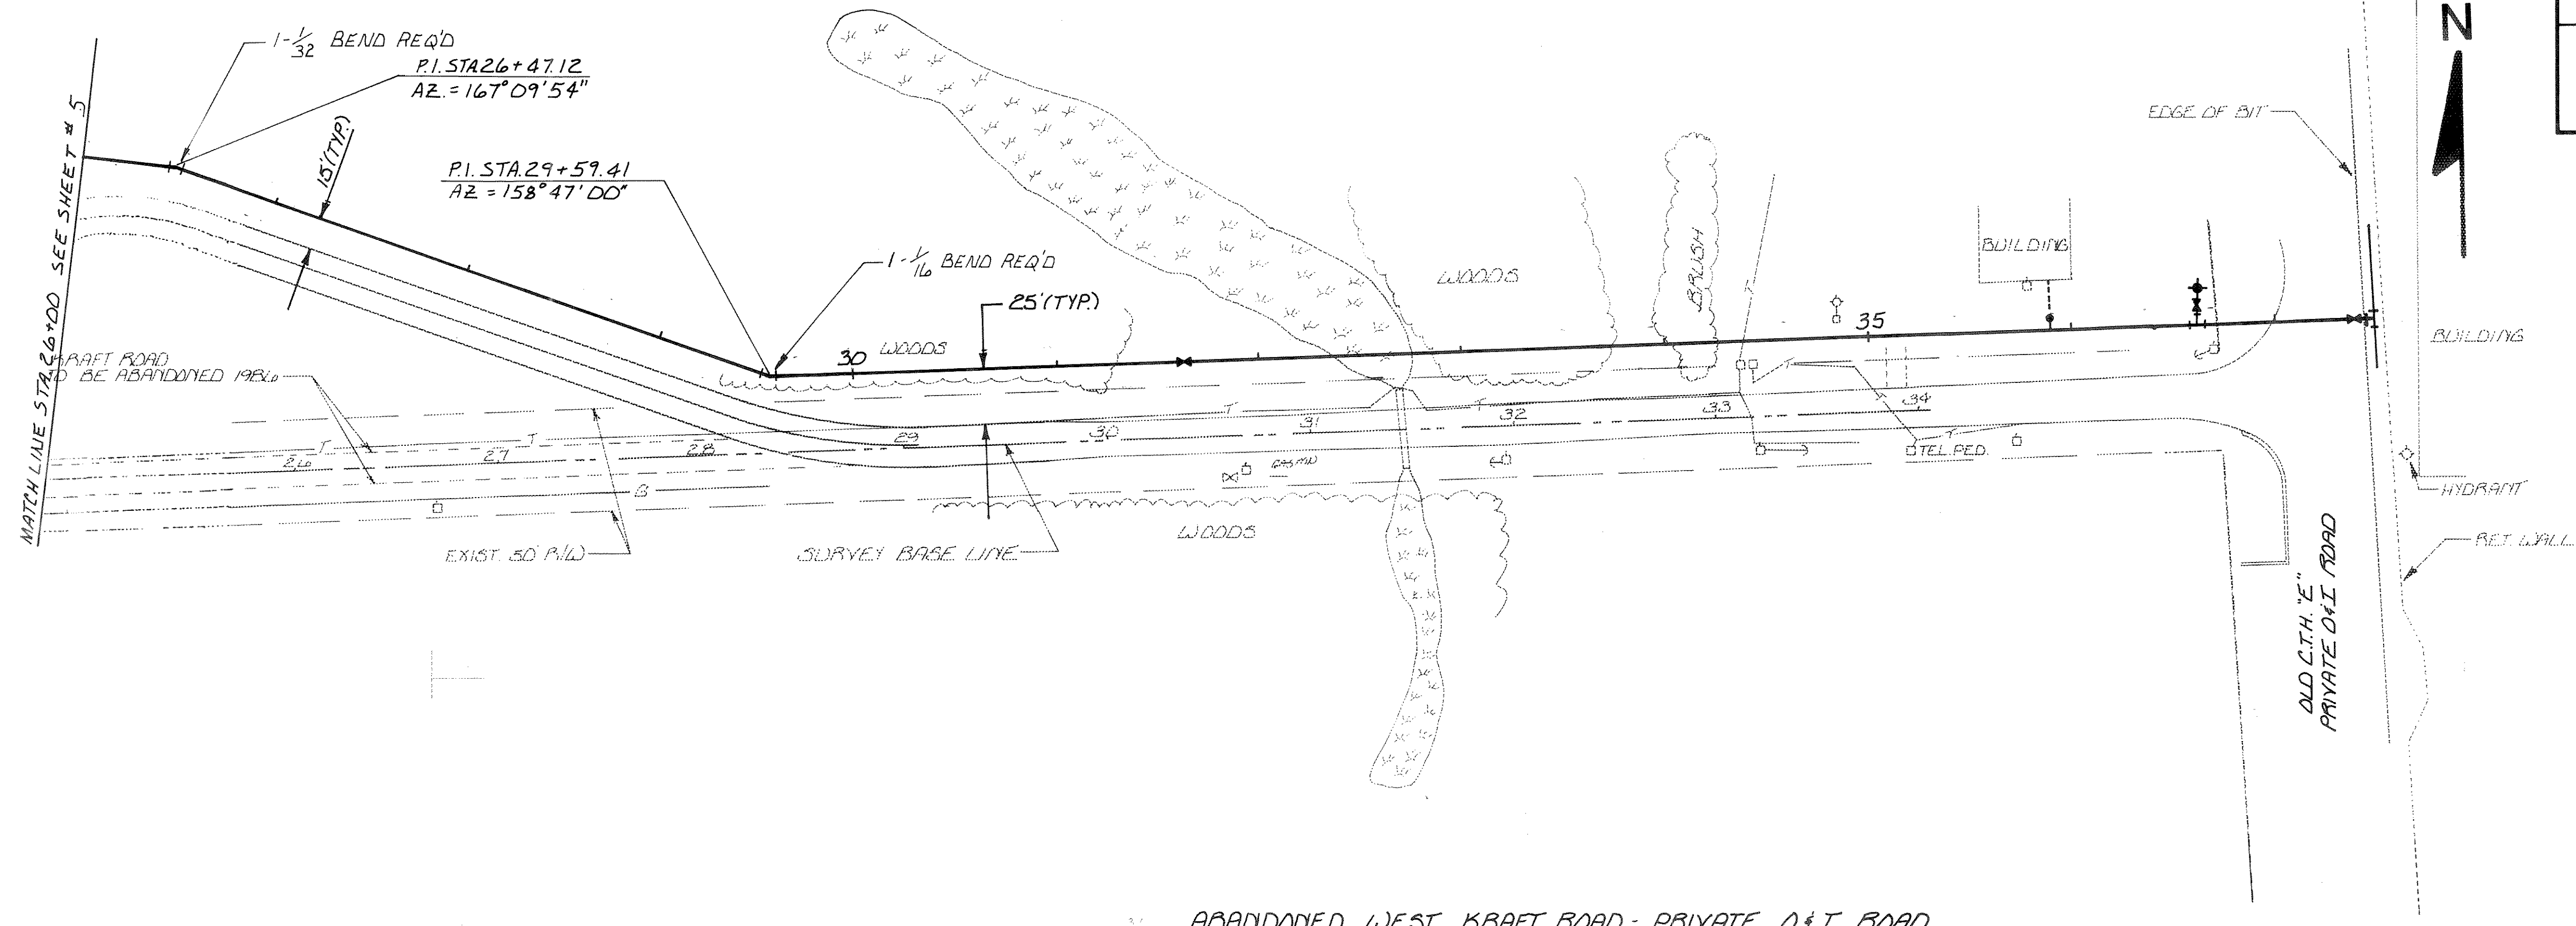 1-1/32 BEND REQ'D
P.I. STA 26+47.12
AZ. = 167°09'54"
15' (TYP.)
P.I. STA. 29+59.41
AZ = 158°47'00"
1-1/16 BEND REQ'D
25' (TYP.)
MATCH LINE STA. 26+00 SEE SHEET # 5
KRAFT ROAD
TO BE ABANDONED 1986
30
WOODS
WOODS
BRUSH
35
BUILDING
EDGE OF BIT
N
BUILDING
T
T
T
T
T
T
T
T
26
27
28
29
30
31
32
33
34
G
GAS MN
TEL. PED.
EXIST. 50' R/W
SURVEY BASE LINE
WOODS
HYDRANT
RET. WALL
OLD C.T.H. "E"
PRIVATE O&I ROAD
ABANDONED WEST KRAFT ROAD - PRIVATE O & I ROAD